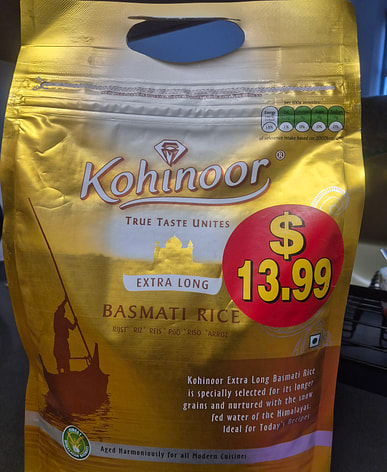 Kohinoor®
TRUE TASTE UNITES
EXTRA LONG
BASMATI RICE
$
13.99
Kohinoor Extra Long Basmati Rice
is specially selected for its longer
grains and nurtured with the snow
fed water of the Himalayas.
Ideal for Today's Recipes!
Aged Harmoniously for all Modern Cuisines